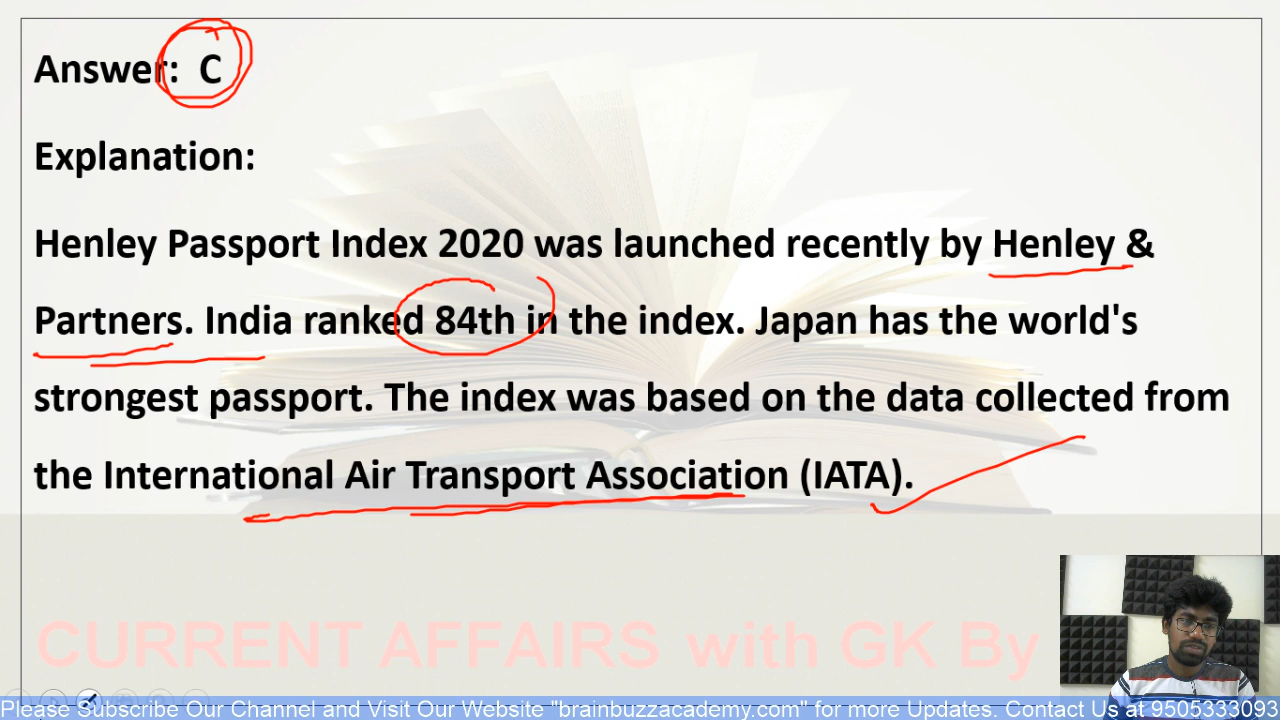 Answer: C
Explanation:
Henley Passport Index 2020 was launched recently by Henley &
Partners. India ranked 84th in the index. Japan has the world's
strongest passport. The index was based on the data collected from
the International Air Transport Association (IATA).
CURRENT AFFAIRS with GK By
Please Subscribe Our Channel and Visit Our Website "brainbuzzacademy.com" for more Updates. Contact Us at 9505333093